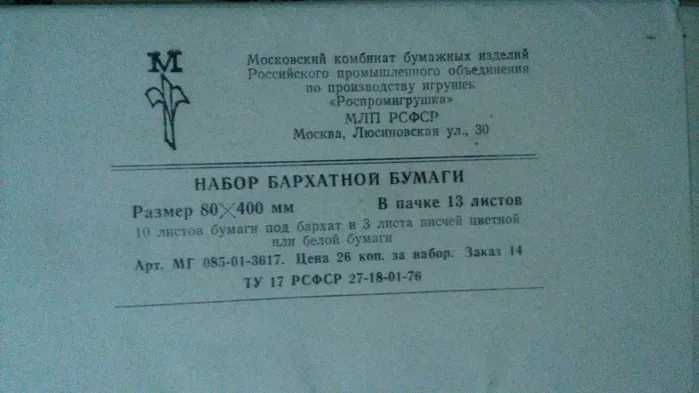 М
Московский комбинат бумажных изделий
Российского промышленного объединения
по производству игрушек
«Роспромигрушка»
МЛП РСФСР
Москва, Люсиновская ул., 30
НАБОР БАРХАТНОЙ БУМАГИ
Размер 80×400 мм В пачке 13 листов
10 листов бумаги под бархат и 3 листа писчей цветной
или белой бумаги
Арт. МГ 085-01-3617. Цена 26 коп. за набор. Заказ 14
ТУ 17 РСФСР 27-18-01-76